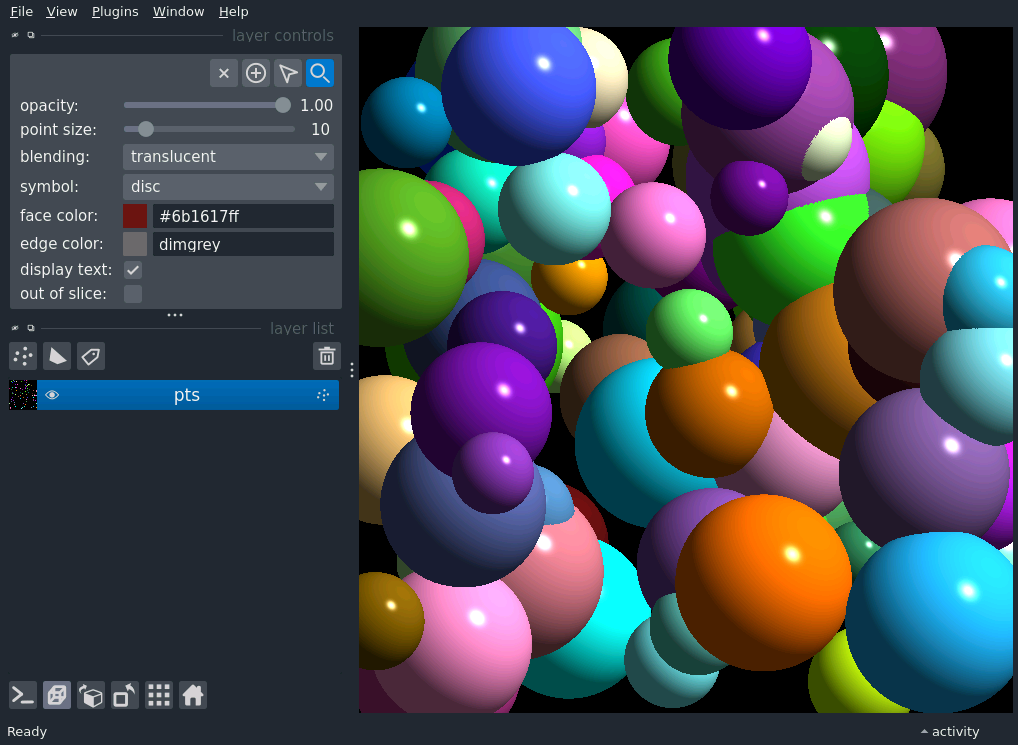 File View Plugins Window Help
layer controls
opacity: 1.00
point size: 10
blending: translucent
symbol: disc
face color: #6b1617ff
edge color: dimgrey
display text:
out of slice:
layer list
pts
Ready activity